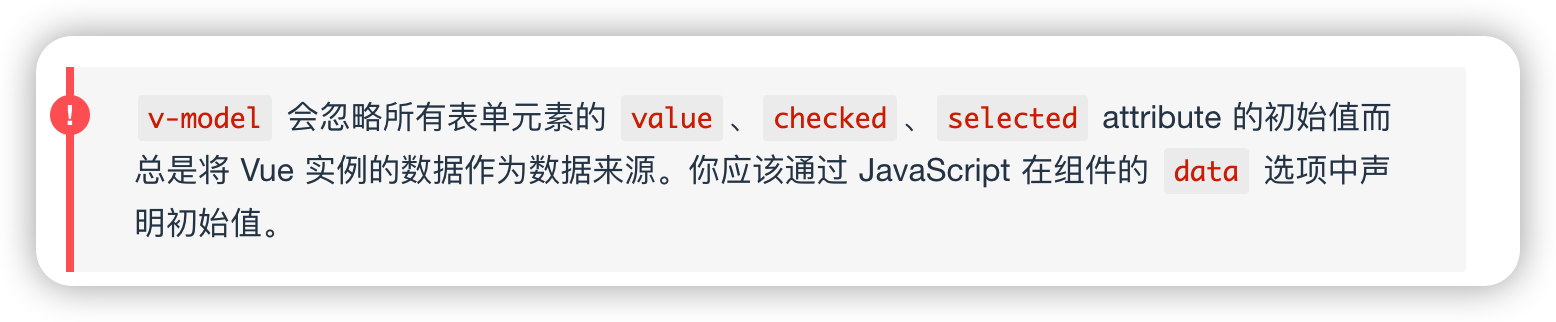 v-model 会忽略所有表单元素的 value 、 checked 、 selected attribute 的初始值而
总是将 Vue 实例的数据作为数据来源。你应该通过 JavaScript 在组件的 data 选项中声
明初始值。